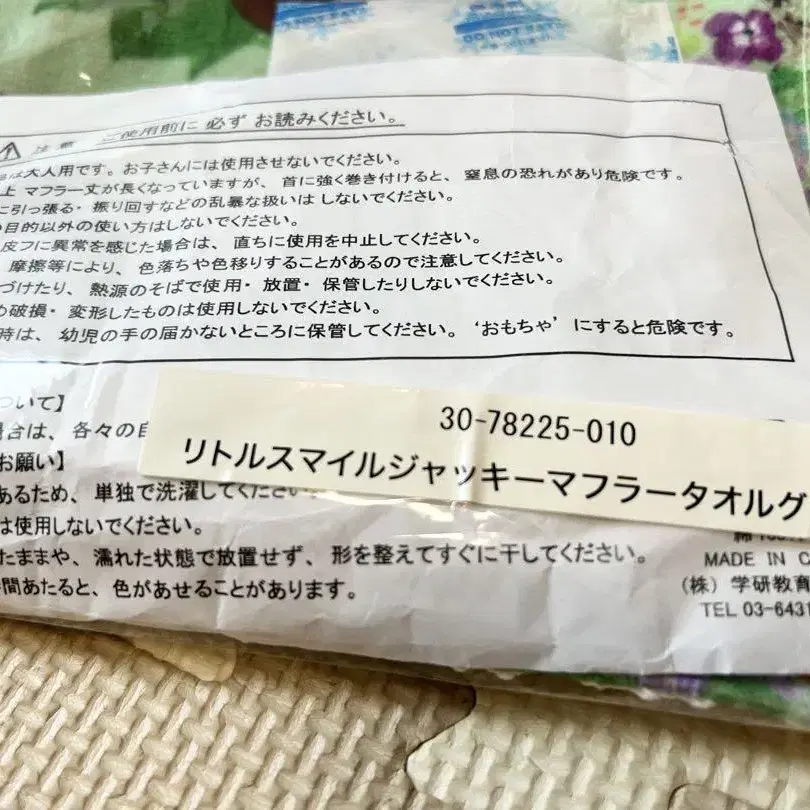 注意 ご使用前に 必ず お読みください。
は大人用です。お子さんには使用させないでください。
上 マフラー丈が長くなっていますが、首に強く巻き付けると、窒息の恐れがあり危険です。
に引っ張る・振り回すなどの乱暴な扱いは しないでください。
の目的以外の使い方はしないでください。
皮フに異常を感じた場合は、直ちに使用を中止してください。
摩擦等により、色落ちや色移りすることがあるので注意してください。
づけたり、熱源のそばで使用・放置・保管したりしないでください。
破損・変形したものは使用しないでください。
時は、幼児の手の届かないところに保管してください。‘おもちゃ’にすると危険です。
ついて】
場合は、各々の自
30-78225-010
リトルスマイルジャッキーマフラータオルグ
お願い】
あるため、単独で洗濯してください
は使用しないでください。
たままや、濡れた状態で放置せず、形を整えてすぐに干してください。
間あたると、色があせることがあります。
綿
MADE IN C
(株) 学研教育
TEL 03-6431